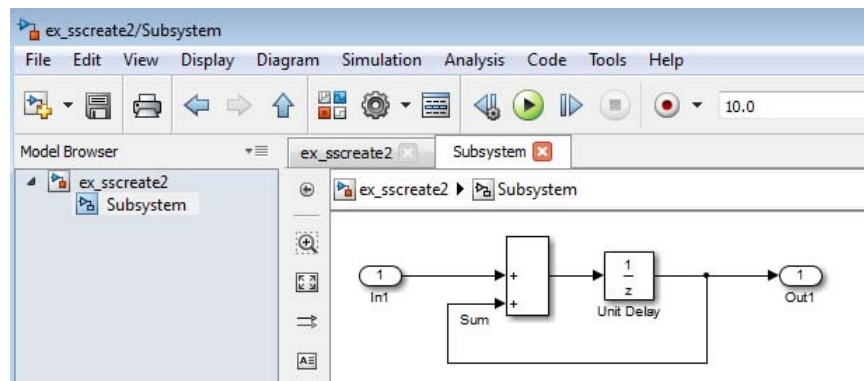 ex_sscreate2/Subsystem
File Edit View Display Diagram Simulation Analysis Code Tools Help
10.0
Model Browser
ex_sscreate2 Subsystem
ex_sscreate2
Subsystem
ex_sscreate2 Subsystem
1
In1
+
+
Sum
1
z
Unit Delay
1
Out1